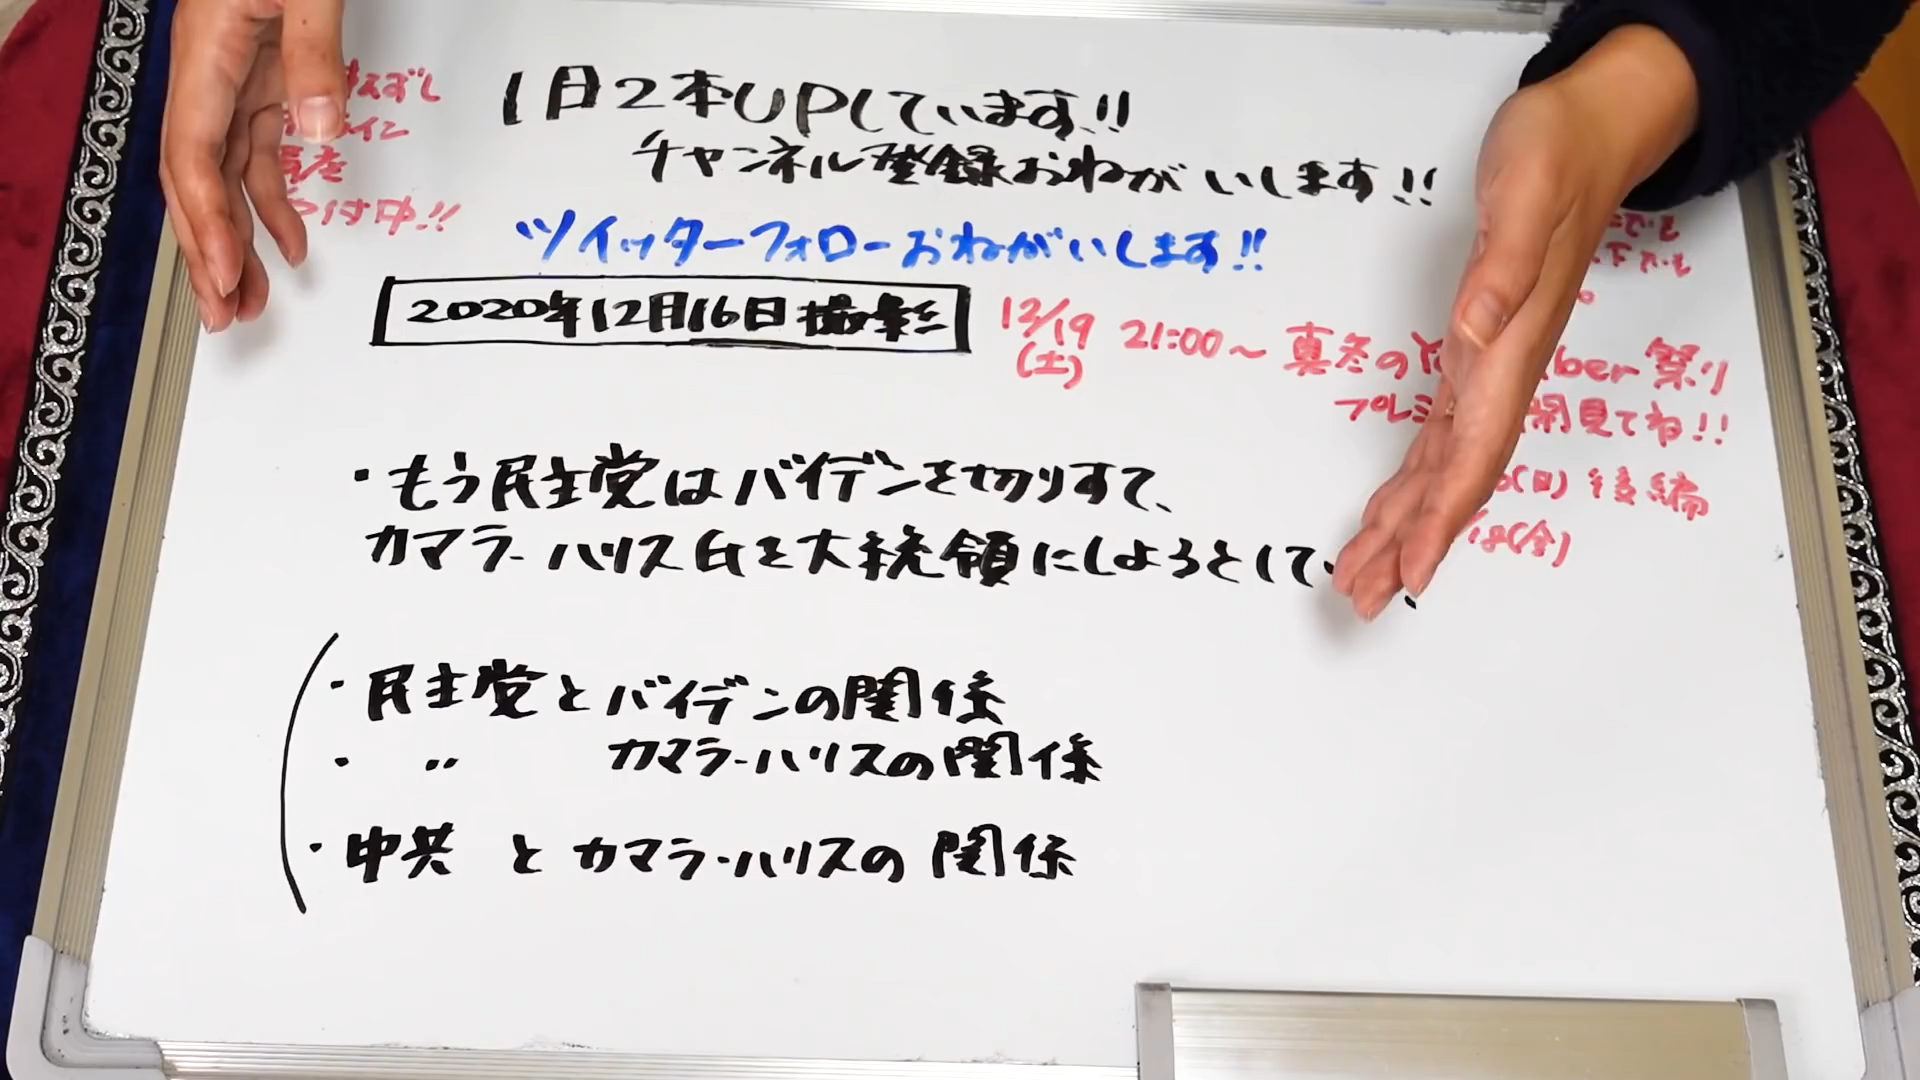 1日2本UPしています!!
チャンネル登録おねがいします!!
ツイッターフォローおねがいします!!
付中!!
2020年12月16日撮影
12/19
(土)
21:00～真冬の
ber祭り
見てね!!
(日)後編
18(金)
・もう民主党はバイデンを切りすて、
カマラ・ハリス氏を大統領にしようとして
・民主党とバイデンの関係
・〃 カマラ・ハリスの関係
・中共とカマラ・ハリスの関係